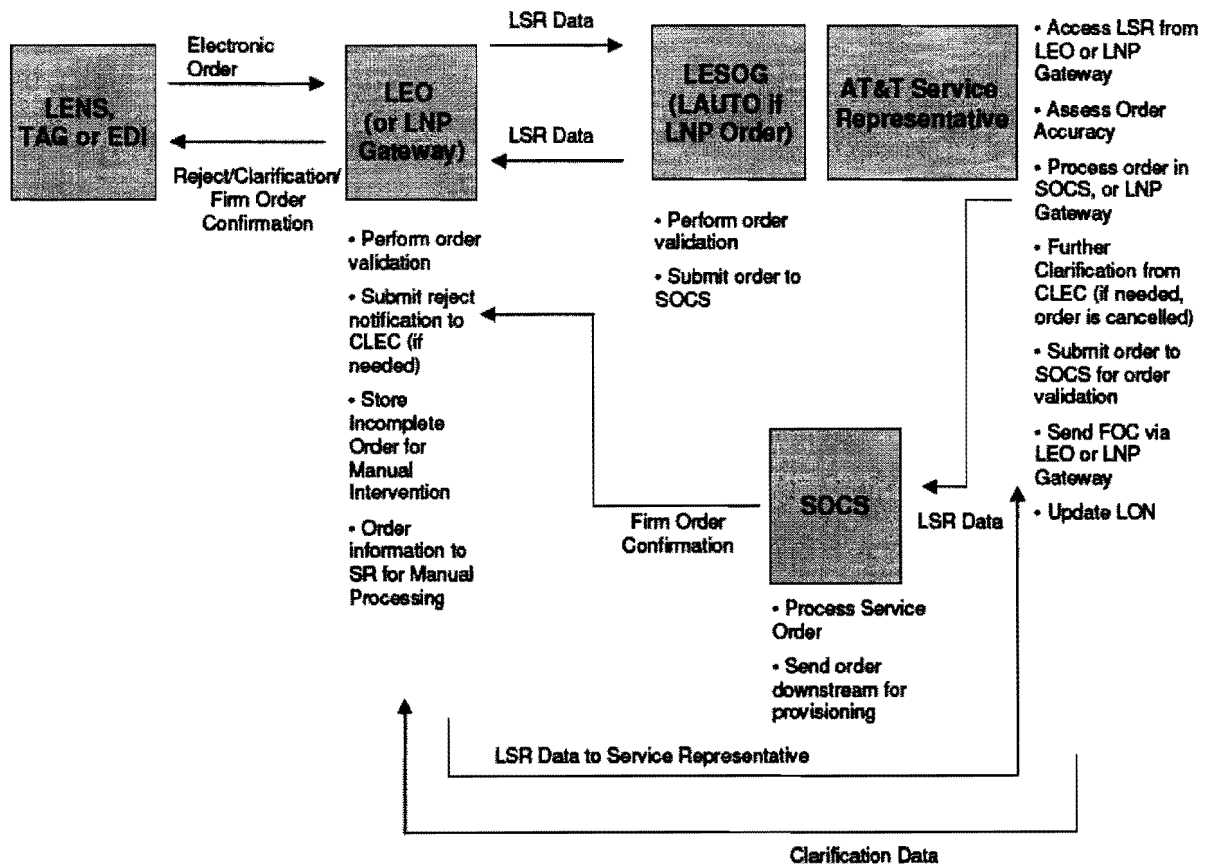 Electronic
Order
LENS,
TAG or EDI
Reject/Clarification/
Firm Order
Confirmation
LEO
(or LNP
Gateway)
• Perform order
validation
• Submit reject
notification to
CLEC (if
needed)
• Store
Incomplete
Order for
Manual
Intervention
• Order
information to
SR for Manual
Processing
LSR Data
LSR Data
LESOG
(LAUTO if
LNP Order)
• Perform order
validation
• Submit order to
SOCS
AT&T Service
Representative
• Access LSR from
LEO or LNP
Gateway
• Assess Order
Accuracy
• Process order in
SOCS, or LNP
Gateway
• Further
Clarification from
CLEC (if needed,
order is cancelled)
• Submit order to
SOCS for order
validation
• Send FOC via
LEO or LNP
Gateway
• Update LON
Firm Order
Confirmation
SOCS
LSR Data
• Process Service
Order
• Send order
downstream for
provisioning
LSR Data to Service Representative
Clarification Data